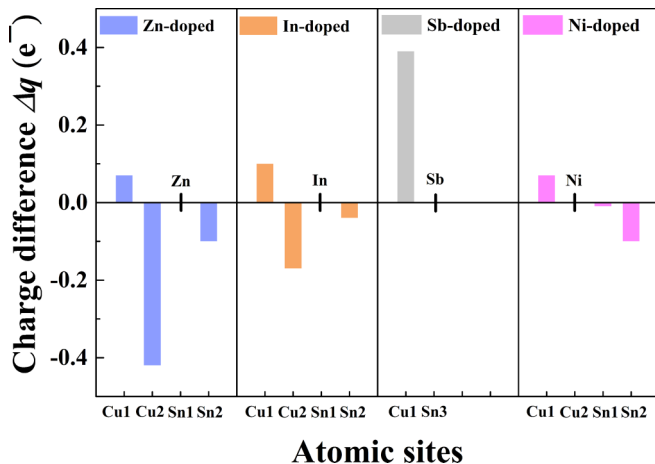 Zn-doped In-doped Sb-doped Ni-doped
0.4
0.2
Zn In Sb Ni
0.0
-0.2
-0.4
Charge difference Δq (e⁻)
Cu1 Cu2 Sn1 Sn2 Cu1 Cu2 Sn1 Sn2 Cu1 Sn3 Cu1 Cu2 Sn1 Sn2
Atomic sites